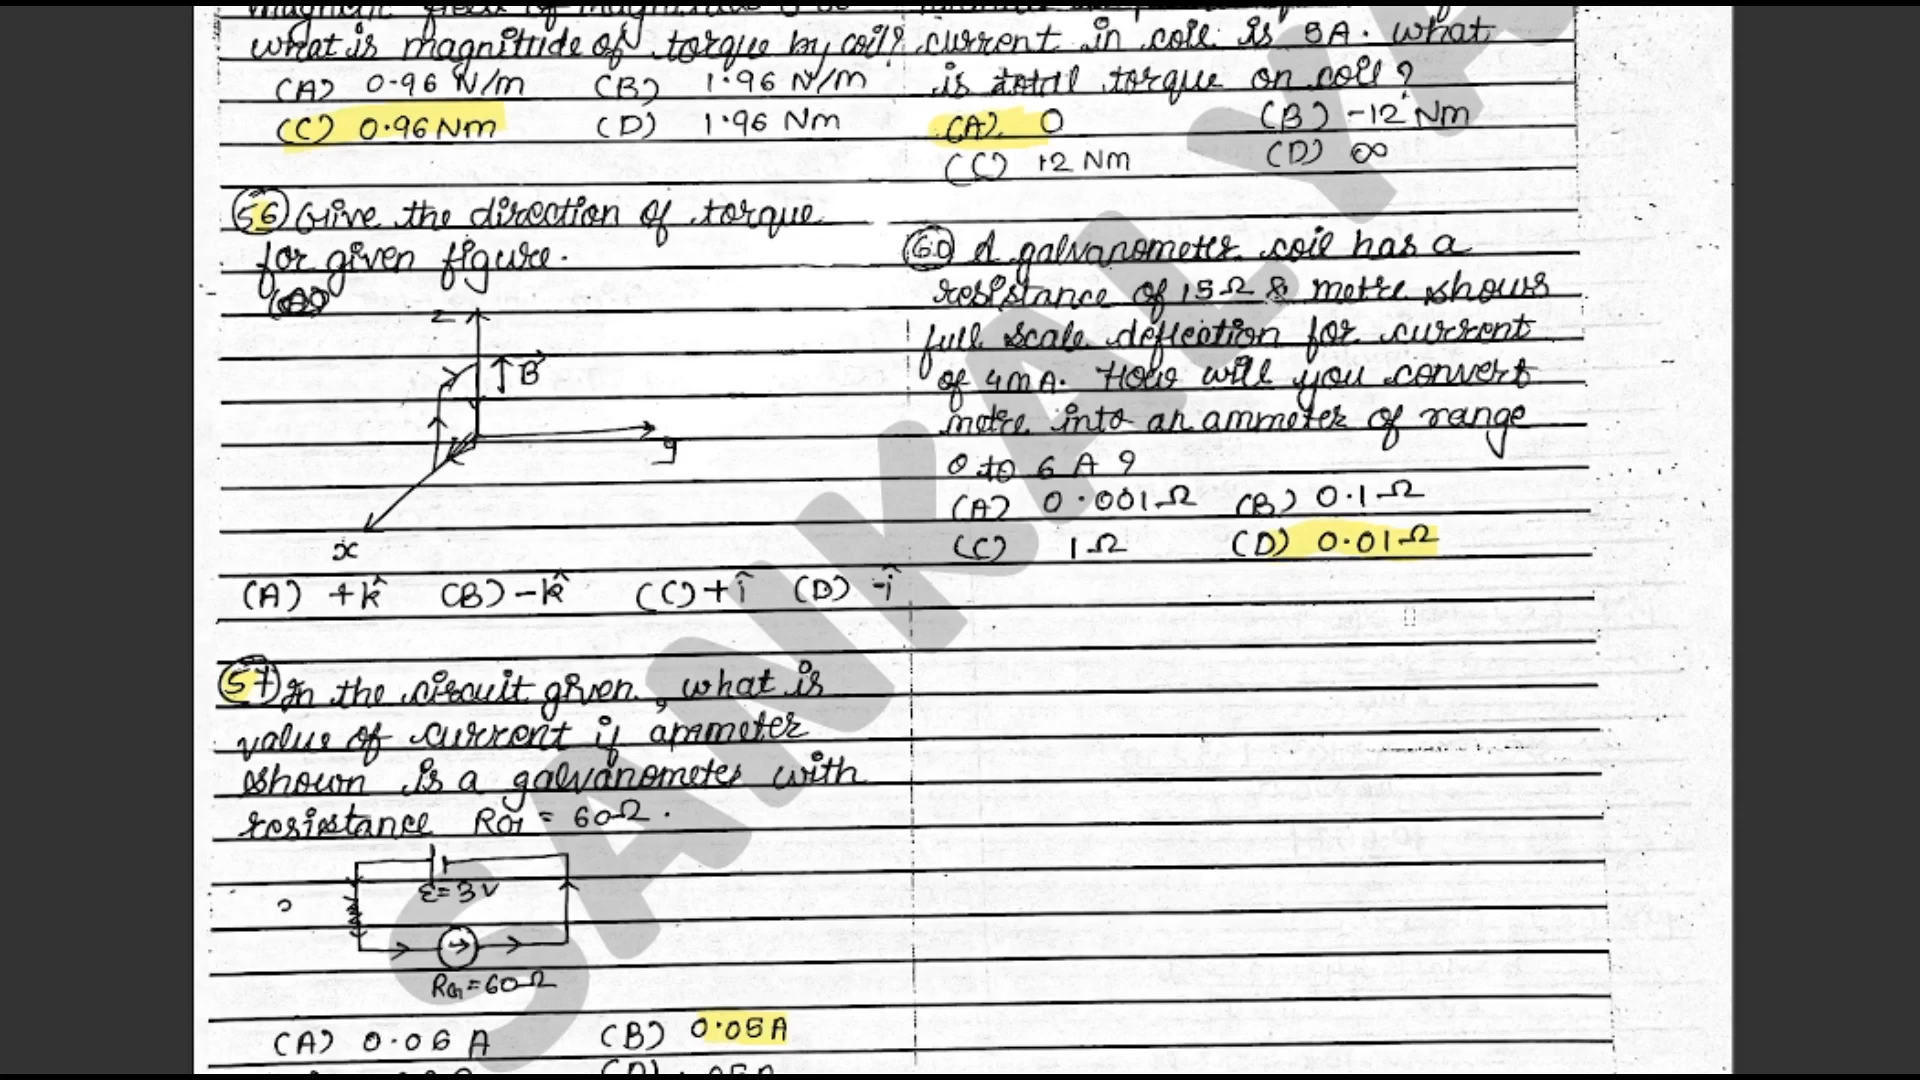 what is magnitude of torque by coil?
(A) 0.96 N/m (B) 1.96 N/m
(C) 0.96 Nm (D) 1.96 Nm
(56) Give the direction of torque
for given figure.
(A)
z
B
y
x
(A) +k̂ (B) -k̂ (C) +î (D) -î
(57) In the circuit given, what is
value of current if ammeter
shown is a galvanometer with
resistance RG = 60Ω.
ε=3V
RG=60Ω
(A) 0.06 A (B) 0.05A
current in coil is 5A. what
is total torque on coil?
(A) 0 (B) -12 Nm
(C) 12 Nm (D) ∞
(60) A galvanometer coil has a
resistance of 15Ω & metre shows
full scale deflection for current
of 4mA. How will you convert
metre into an ammeter of range
0 to 6 A?
(A) 0.001Ω (B) 0.1Ω
(C) 1Ω (D) 0.01Ω
SANKALYA